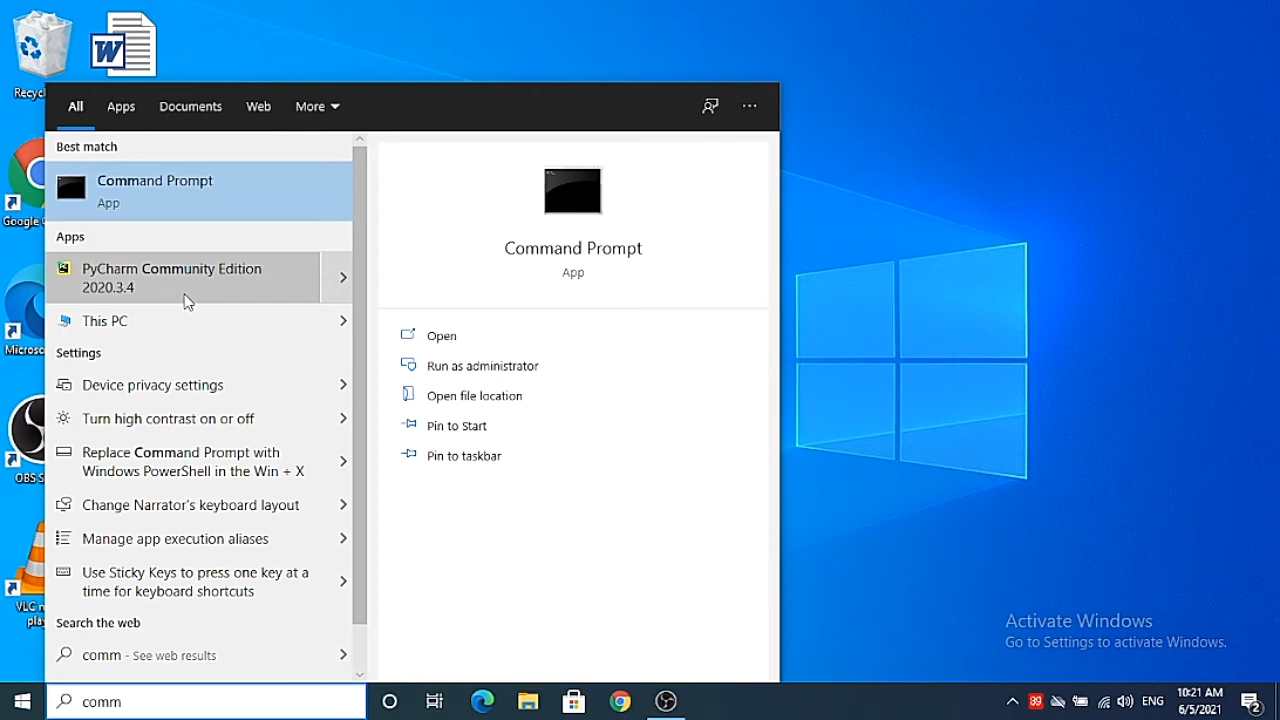 Recycl
Google C
Microso
OBS S
VLC m
play
All
Apps
Documents
Web
More
Best match
Command Prompt
App
Apps
PyCharm Community Edition
2020.3.4
This PC
Settings
Device privacy settings
Turn high contrast on or off
Replace Command Prompt with
Windows PowerShell in the Win + X
Change Narrator's keyboard layout
Manage app execution aliases
Use Sticky Keys to press one key at a
time for keyboard shortcuts
Search the web
comm - See web results
Command Prompt
App
Open
Run as administrator
Open file location
Pin to Start
Pin to taskbar
Activate Windows
Go to Settings to activate Windows.
comm
89
ENG
10:21 AM
6/5/2021
2